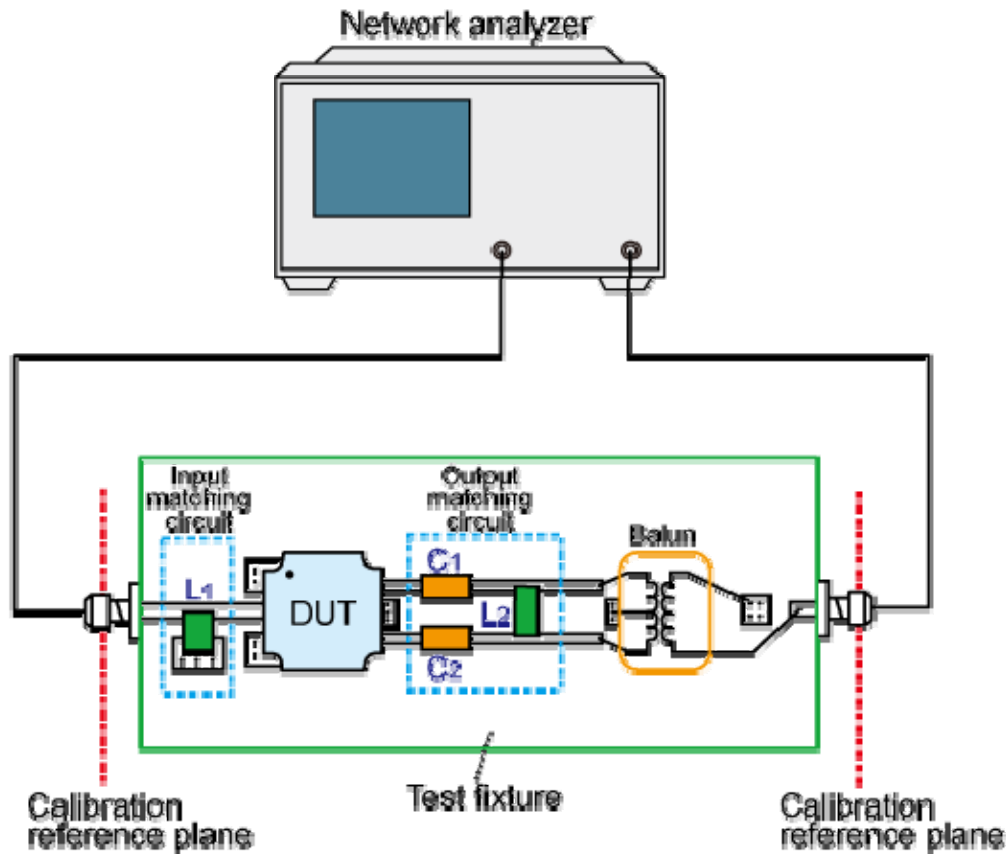 Network analyzer
Input
matching
circuit
Output
matching
circuit
Balun
L1
C1
L2
C2
DUT
Test fixture
Calibration
reference plane
Calibration
reference plane